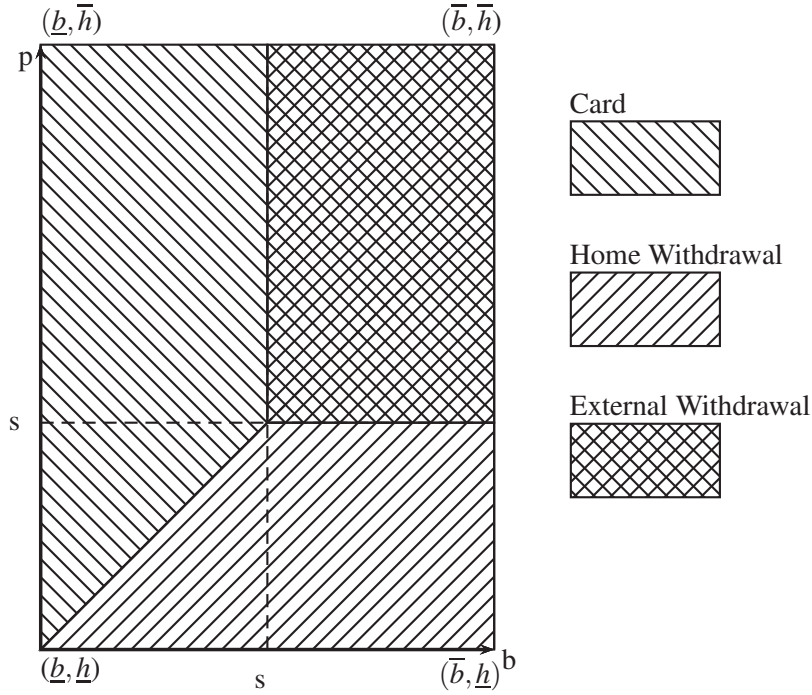 (b̲, h̅) (b̅, h̅)
p
Card
Home Withdrawal
External Withdrawal
s
(b̲, h̲) s (b̅, h̲) b